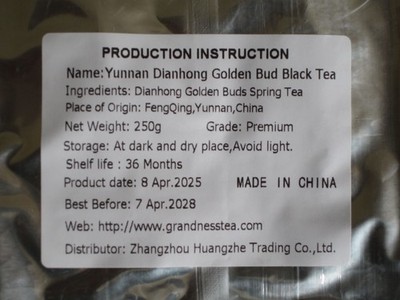 PRODUCTION INSTRUCTION
Name:Yunnan Dianhong Golden Bud Black Tea
Ingredients: Dianhong Golden Buds Spring Tea
Place of Origin: FengQing,Yunnan,China
Net Weight: 250g Grade: Premium
Storage: At dark and dry place,Avoid light.
Shelf life : 36 Months
Product date: 8 Apr.2025 MADE IN CHINA
Best Before: 7 Apr.2028
Web: http://www.grandnesstea.com
Distributor: Zhangzhou Huangzhe Trading Co.,Ltd.